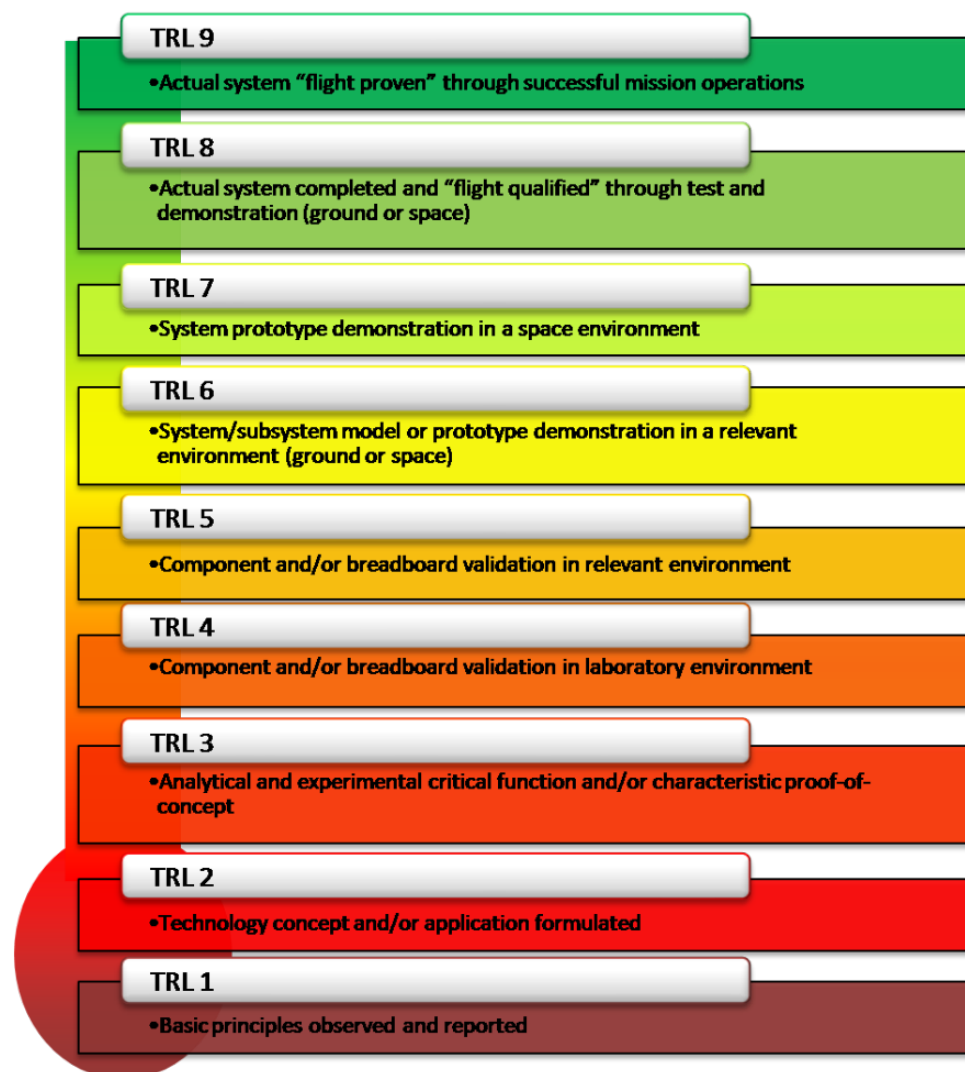 TRL 9
•Actual system “flight proven” through successful mission operations
TRL 8
•Actual system completed and “flight qualified” through test and
demonstration (ground or space)
TRL 7
•System prototype demonstration in a space environment
TRL 6
•System/subsystem model or prototype demonstration in a relevant
environment (ground or space)
TRL 5
•Component and/or breadboard validation in relevant environment
TRL 4
•Component and/or breadboard validation in laboratory environment
TRL 3
•Analytical and experimental critical function and/or characteristic proof-of-
concept
TRL 2
•Technology concept and/or application formulated
TRL 1
•Basic principles observed and reported